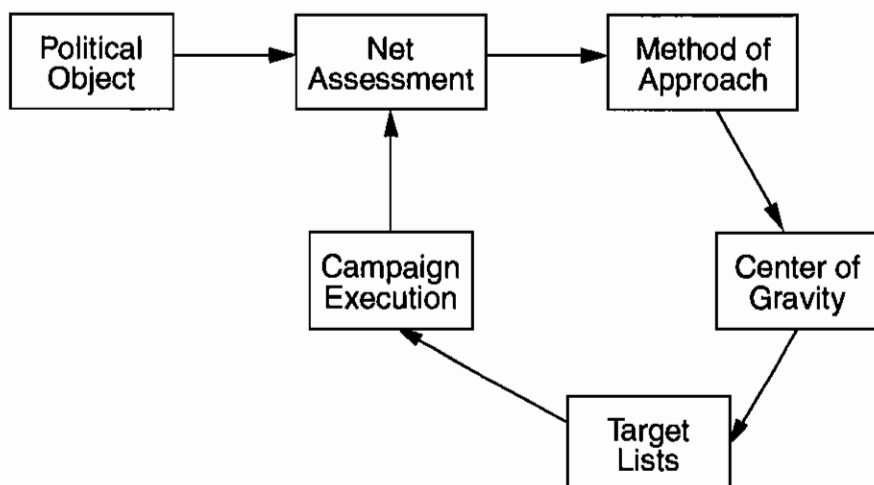 Political
Object
Net
Assessment
Method of
Approach
Center of
Gravity
Campaign
Execution
Target
Lists